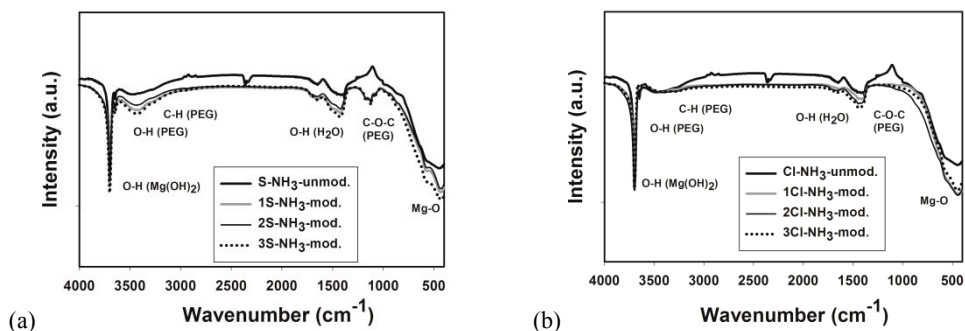 Intensity (a.u.)
C-H (PEG)
O-H (PEG)
O-H (H₂O)
C-O-C
(PEG)
O-H (Mg(OH)₂)
Mg-O
S-NH₃-unmod.
1S-NH₃-mod.
2S-NH₃-mod.
3S-NH₃-mod.
4000 3500 3000 2500 2000 1500 1000 500
Wavenumber (cm⁻¹)
(a)
Intensity (a.u.)
C-H (PEG)
O-H (PEG)
O-H (H₂O)
C-O-C
(PEG)
O-H (Mg(OH)₂)
Mg-O
Cl-NH₃-unmod.
1Cl-NH₃-mod.
2Cl-NH₃-mod.
3Cl-NH₃-mod.
4000 3500 3000 2500 2000 1500 1000 500
Wavenumber (cm⁻¹)
(b)